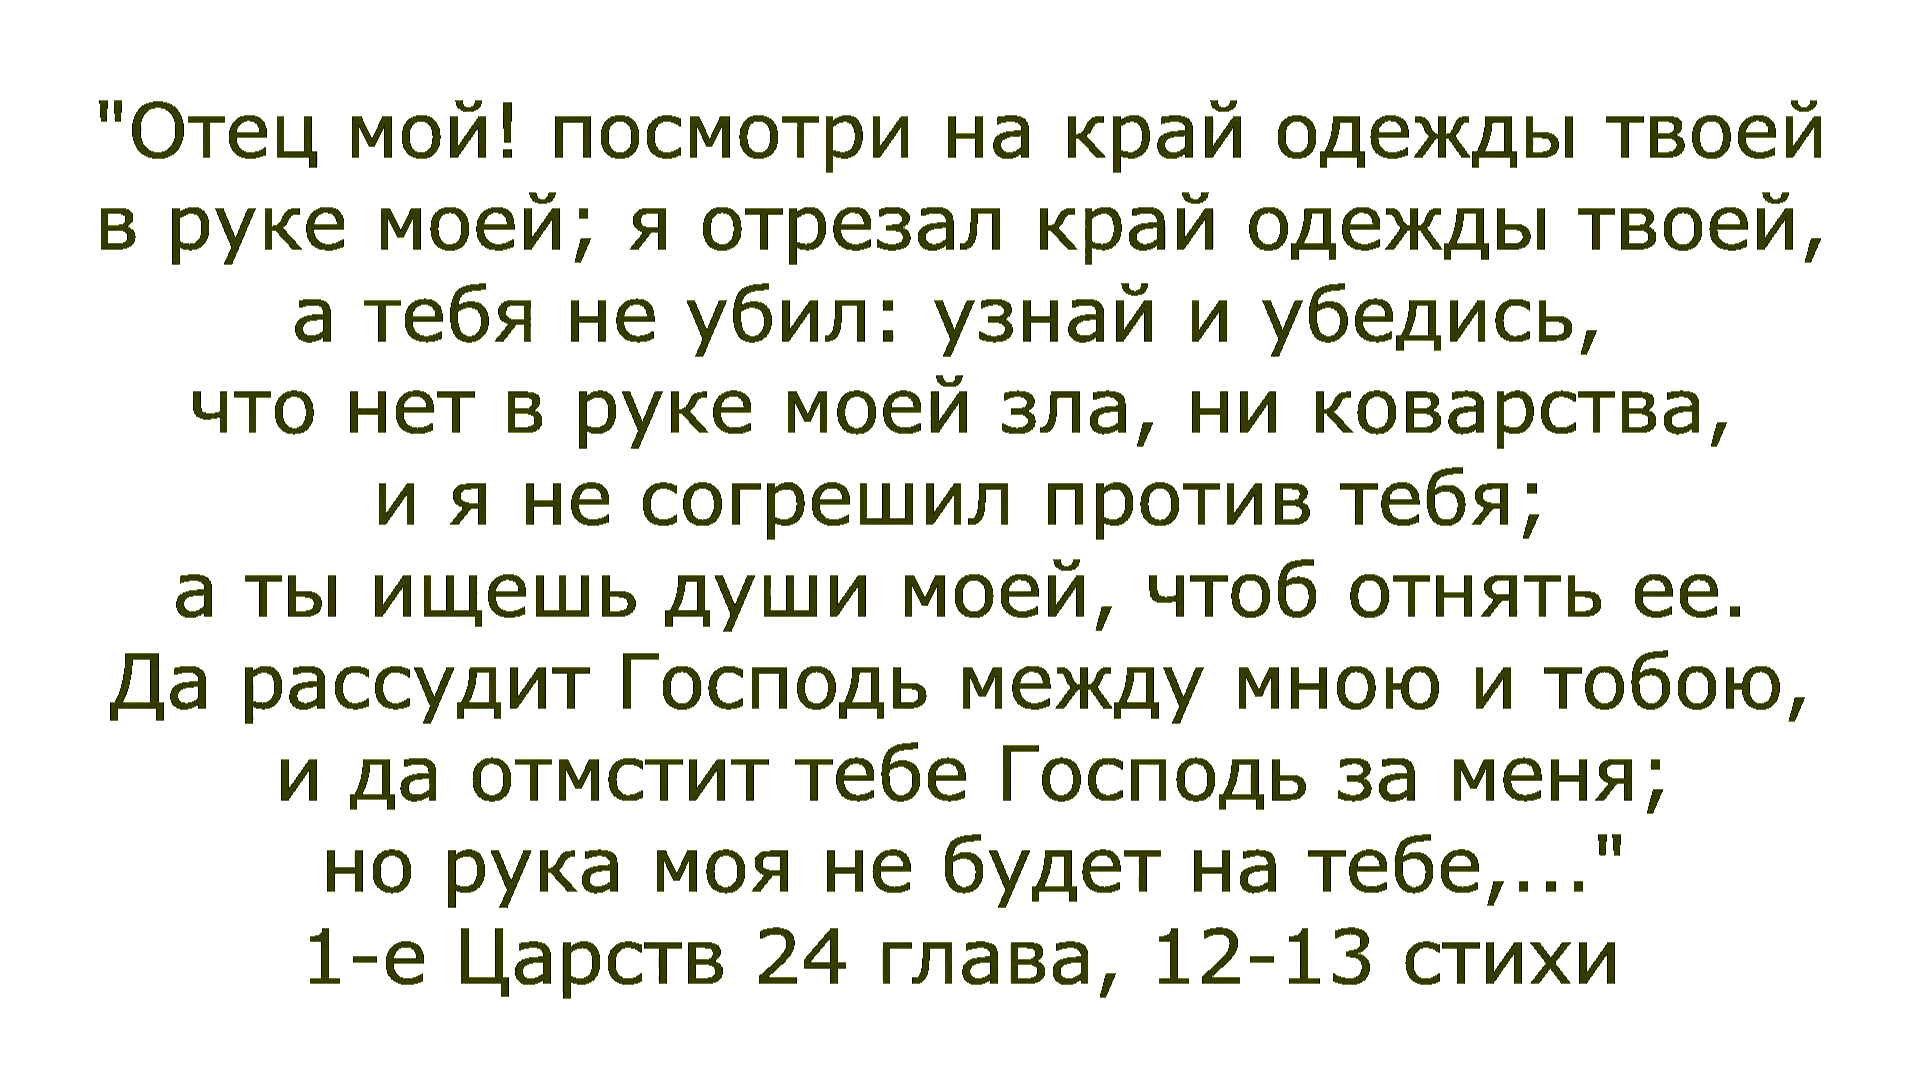 "Отец мой! посмотри на край одежды твоей
в руке моей; я отрезал край одежды твоей,
а тебя не убил: узнай и убедись,
что нет в руке моей зла, ни коварства,
и я не согрешил против тебя;
а ты ищешь души моей, чтоб отнять ее.
Да рассудит Господь между мною и тобою,
и да отмстит тебе Господь за меня;
но рука моя не будет на тебе,..."
1-е Царств 24 глава, 12-13 стихи